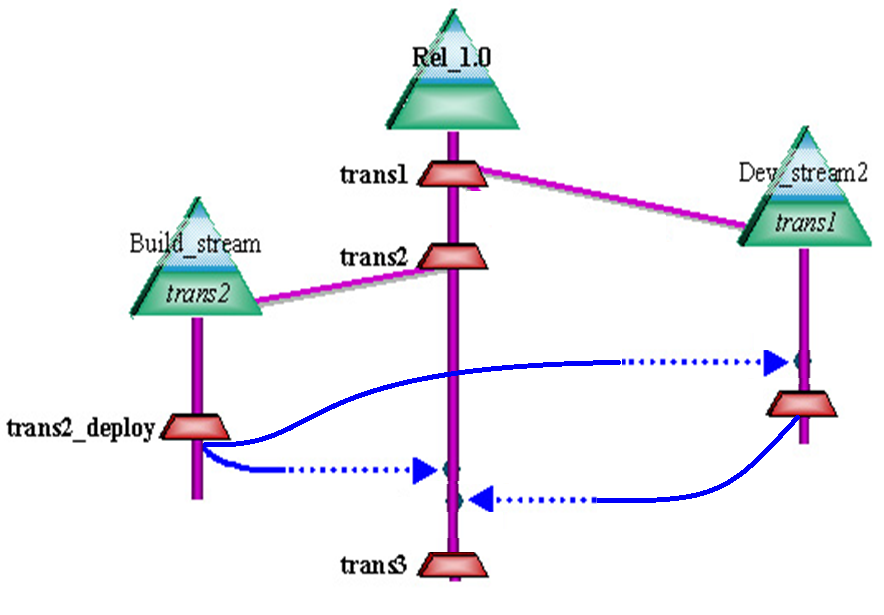 Rel_1.0
trans1
Dev_stream2
trans1
Build_stream
trans2
trans2
trans2_deploy
trans3